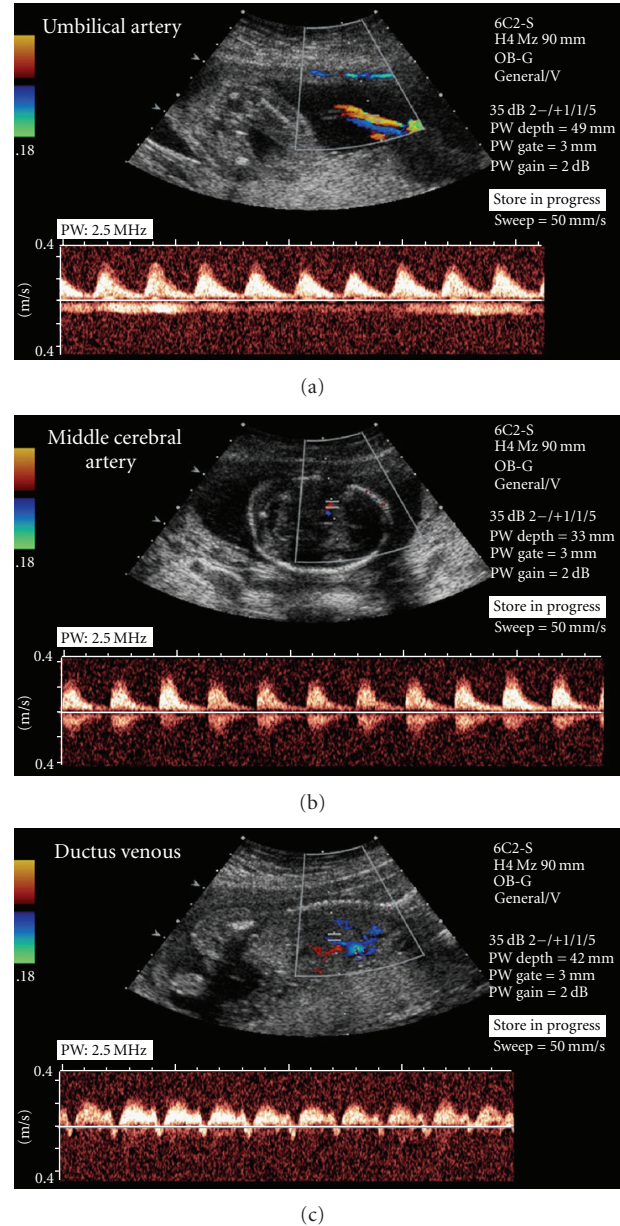 Umbilical artery
6C2-S
H4 Mz 90 mm
OB-G
General/V
35 dB 2−/+1/1/5
PW depth = 49 mm
PW gate = 3 mm
PW gain = 2 dB
.18
Store in progress
Sweep = 50 mm/s
PW: 2.5 MHz
0.4
(m/s)
0.4
(a)
Middle cerebral
artery
6C2-S
H4 Mz 90 mm
OB-G
General/V
35 dB 2−/+1/1/5
PW depth = 33 mm
PW gate = 3 mm
PW gain = 2 dB
.18
Store in progress
Sweep = 50 mm/s
PW: 2.5 MHz
0.4
(m/s)
0.4
(b)
Ductus venous
6C2-S
H4 Mz 90 mm
OB-G
General/V
35 dB 2−/+1/1/5
PW depth = 42 mm
PW gate = 3 mm
PW gain = 2 dB
.18
Store in progress
Sweep = 50 mm/s
PW: 2.5 MHz
0.4
(m/s)
0.4
(c)